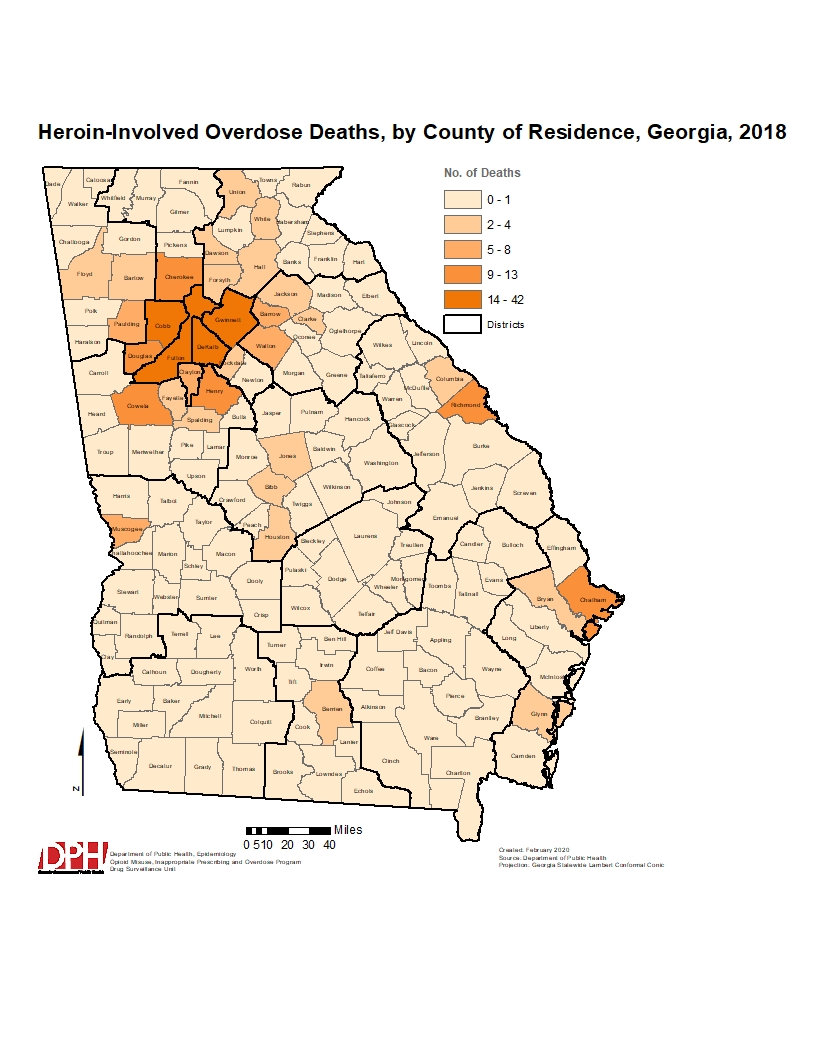 Heroin-Involved Overdose Deaths, by County of Residence, Georgia, 2018
No. of Deaths
0 - 1
2 - 4
5 - 8
9 - 13
14 - 42
Districts
Catoosa Fannin Towns Rabun
Walker Whitfield Murray Union
Gilmer White Habersham
Chattooga Gordon Pickens Lumpkin Stephens
Dawson Banks Franklin Hart
Floyd Bartow Cherokee Forsyth Hall
Jackson Madison Elbert
Polk Paulding Cobb Gwinnett Barrow Clarke
Oconee Oglethorpe Wilkes Lincoln
Haralson Douglas Fulton DeKalb Walton
Carroll Clayton Rockdale Newton Morgan Greene Taliaferro McDuffie Columbia
Heard Coweta Fayette Henry Warren Richmond
Spalding Butts Jasper Putnam Hancock Glascock
Troup Meriwether Pike Lamar Monroe Jones Baldwin Jefferson Burke
Upson Washington
Harris Talbot Crawford Bibb Wilkinson Jenkins Screven
Twiggs Johnson
Muscogee Taylor Peach Houston Emanuel
Marion Macon Bleckley Laurens Treutlen Candler Bulloch Effingham
Schley
Stewart Webster Sumter Dooly Pulaski Dodge Wheeler Montgomery Toombs Tattnall Evans Bryan Chatham
Crisp Wilcox Telfair
Quitman Randolph Terrell Lee Turner Ben Hill Jeff Davis Appling Long Liberty
Clay Calhoun Dougherty Worth Tift Irwin Coffee Bacon Wayne McIntosh
Early Baker Mitchell Berrien Atkinson Pierce Brantley Glynn
Miller Colquitt Cook Lanier Ware
Seminole Decatur Grady Thomas Brooks Lowndes Clinch Charlton Camden
Echols
N
Miles
0 510 20 30 40
DPH
Department of Public Health, Epidemiology
Opioid Misuse, Inappropriate Prescribing and Overdose Program
Drug Surveillance Unit
Created: February 2020
Source: Department of Public Health
Projection: Georgia Statewide Lambert Conformal Conic